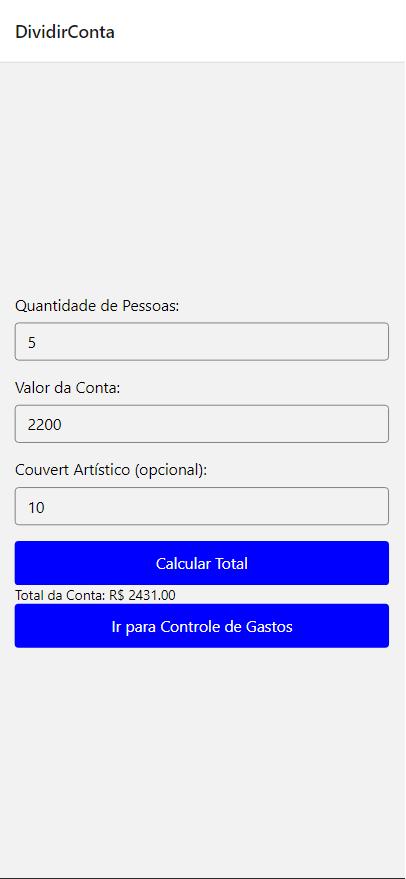 DividirConta
Quantidade de Pessoas:
5
Valor da Conta:
2200
Couvert Artístico (opcional):
10
Calcular Total
Total da Conta: R$ 2431.00
Ir para Controle de Gastos